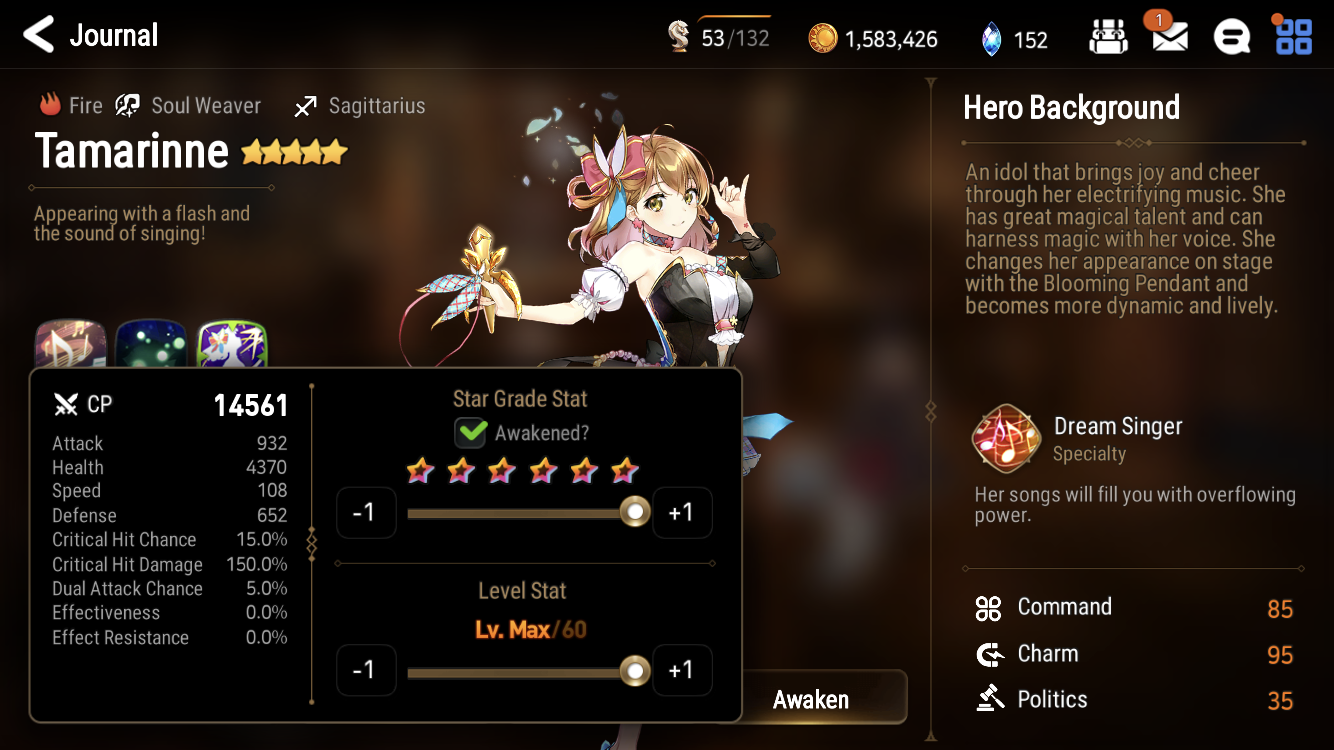 Journal
53/132
1,583,426
152
1
Fire
Soul Weaver
Sagittarius
Tamarinne
Appearing with a flash and
the sound of singing!
CP
14561
Attack 932
Health 4370
Speed 108
Defense 652
Critical Hit Chance 15.0%
Critical Hit Damage 150.0%
Dual Attack Chance 5.0%
Effectiveness 0.0%
Effect Resistance 0.0%
Star Grade Stat
Awakened?
-1
+1
Level Stat
Lv. Max/60
-1
+1
Awaken
Hero Background
An idol that brings joy and cheer
through her electrifying music. She
has great magical talent and can
harness magic with her voice. She
changes her appearance on stage
with the Blooming Pendant and
becomes more dynamic and lively.
Dream Singer
Specialty
Her songs will fill you with overflowing
power.
Command 85
Charm 95
Politics 35